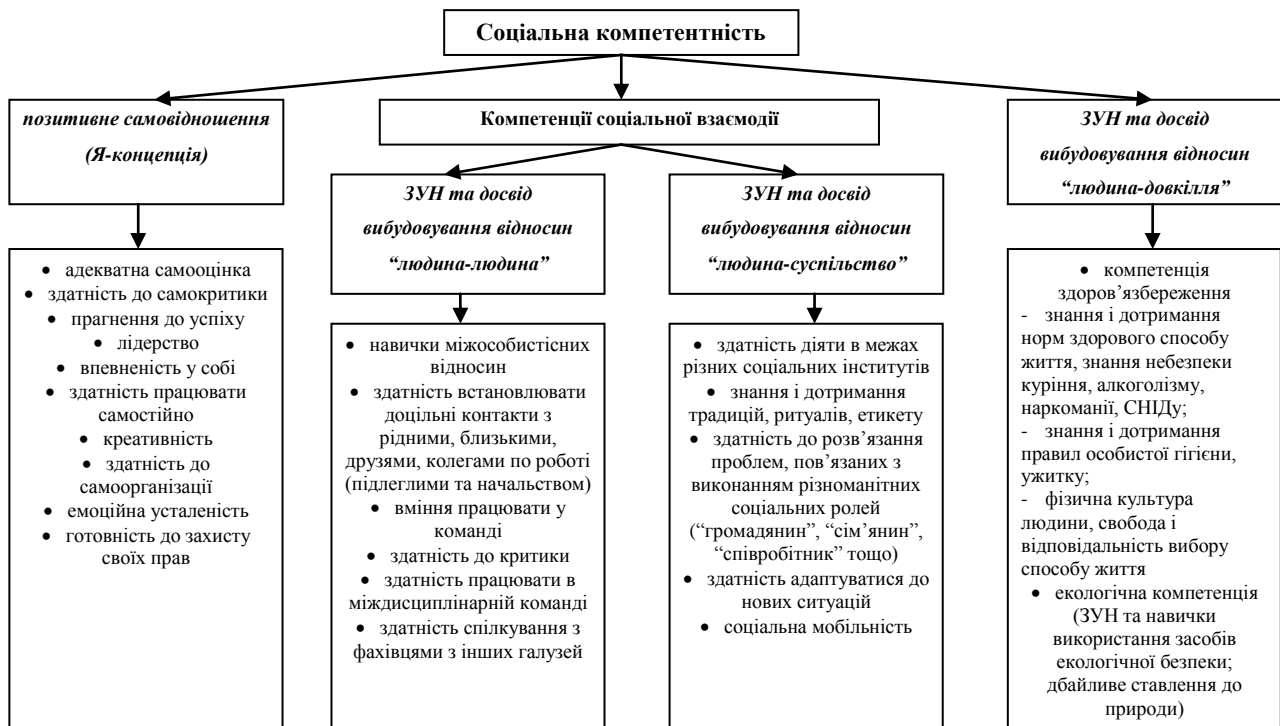 Соціальна компетентність
позитивне самовідношення
(Я-концепція)
Компетенції соціальної взаємодії
ЗУН та досвід
вибудовування відносин
“людина-довкілля”
ЗУН та досвід
вибудовування відносин
“людина-людина”
ЗУН та досвід
вибудовування відносин
“людина-суспільство”
• адекватна самооцінка
• здатність до самокритики
• прагнення до успіху
• лідерство
• впевненість у собі
• здатність працювати
самостійно
• креативність
• здатність до
самоорганізації
• емоційна усталеність
• готовність до захисту
своїх прав
• навички міжособистісних
відносин
• здатність встановлювати
доцільні контакти з
рідними, близькими,
друзями, колегами по роботі
(підлеглими та начальством)
• вміння працювати у
команді
• здатність до критики
• здатність працювати в
міждисциплінарній команді
• здатність спілкування з
фахівцями з інших галузей
• здатність діяти в межах
різних соціальних інститутів
• знання і дотримання
традицій, ритуалів, етикету
• здатність до розв’язання
проблем, пов’язаних з
виконанням різноманітних
соціальних ролей
(“громадянин”, “сім’янин”,
“співробітник” тощо)
• здатність адаптуватися до
нових ситуацій
• соціальна мобільність
• компетенція
здоров’язбереження
- знання і дотримання
норм здорового способу
життя, знання небезпеки
куріння, алкоголізму,
наркоманії, СНІДу;
- знання і дотримання
правил особистої гігієни,
ужитку;
- фізична культура
людини, свобода і
відповідальність вибору
способу життя
• екологічна компетенція
(ЗУН та навички
використання засобів
екологічної безпеки;
дбайливе ставлення до
природи)